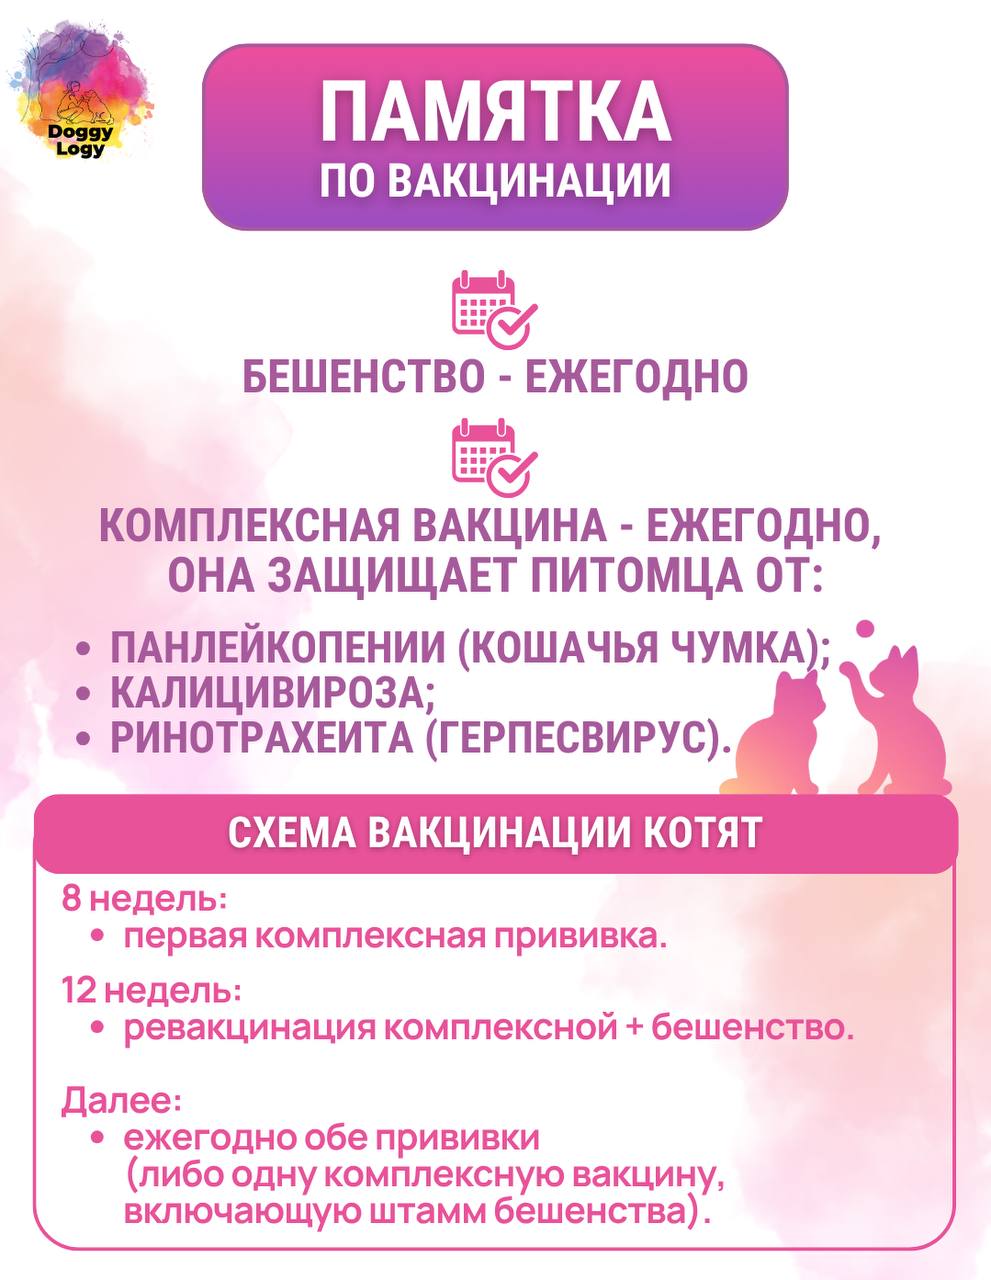 Doggy
Logy
ПАМЯТКА
ПО ВАКЦИНАЦИИ
БЕШЕНСТВО - ЕЖЕГОДНО
КОМПЛЕКСНАЯ ВАКЦИНА - ЕЖЕГОДНО,
ОНА ЗАЩИЩАЕТ ПИТОМЦА ОТ:
• ПАНЛЕЙКОПЕНИИ (КОШАЧЬЯ ЧУМКА);
• КАЛИЦИВИРОЗА;
• РИНОТРАХЕИТА (ГЕРПЕСВИРУС).
СХЕМА ВАКЦИНАЦИИ КОТЯТ
8 недель:
• первая комплексная прививка.
12 недель:
• ревакцинация комплексной + бешенство.
Далее:
• ежегодно обе прививки
(либо одну комплексную вакцину,
включающую штамм бешенства).